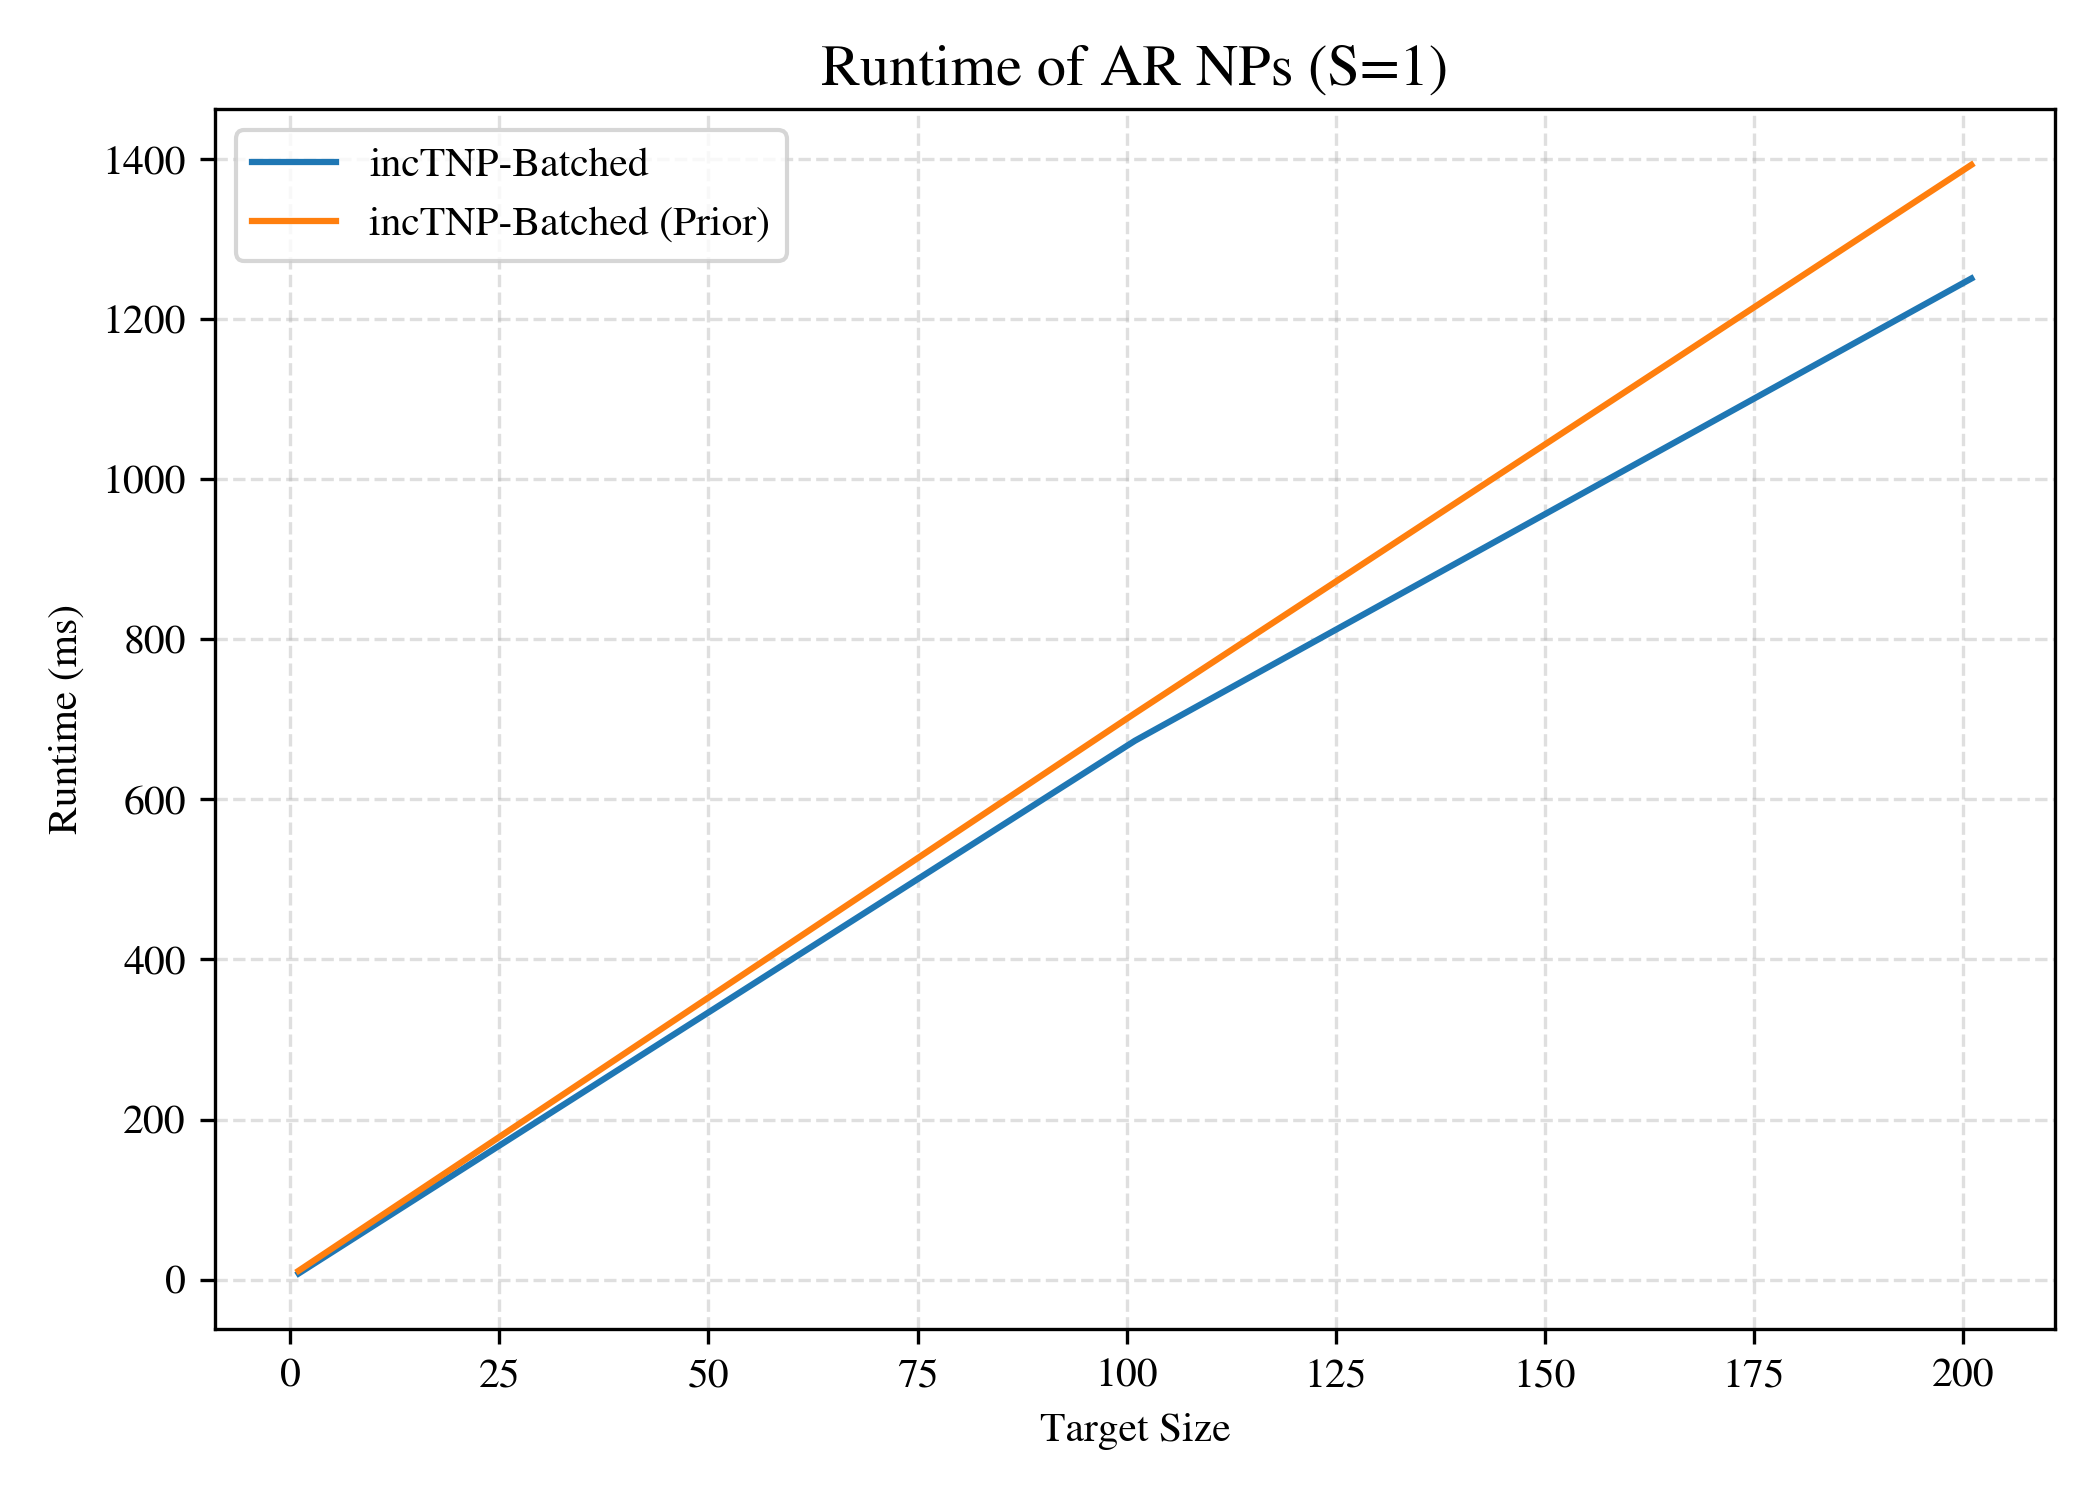 Runtime of AR NPs (S=1)
incTNP-Batched
incTNP-Batched (Prior)
1400
1200
1000
800
600
400
200
0
Runtime (ms)
0 25 50 75 100 125 150 175 200
Target Size